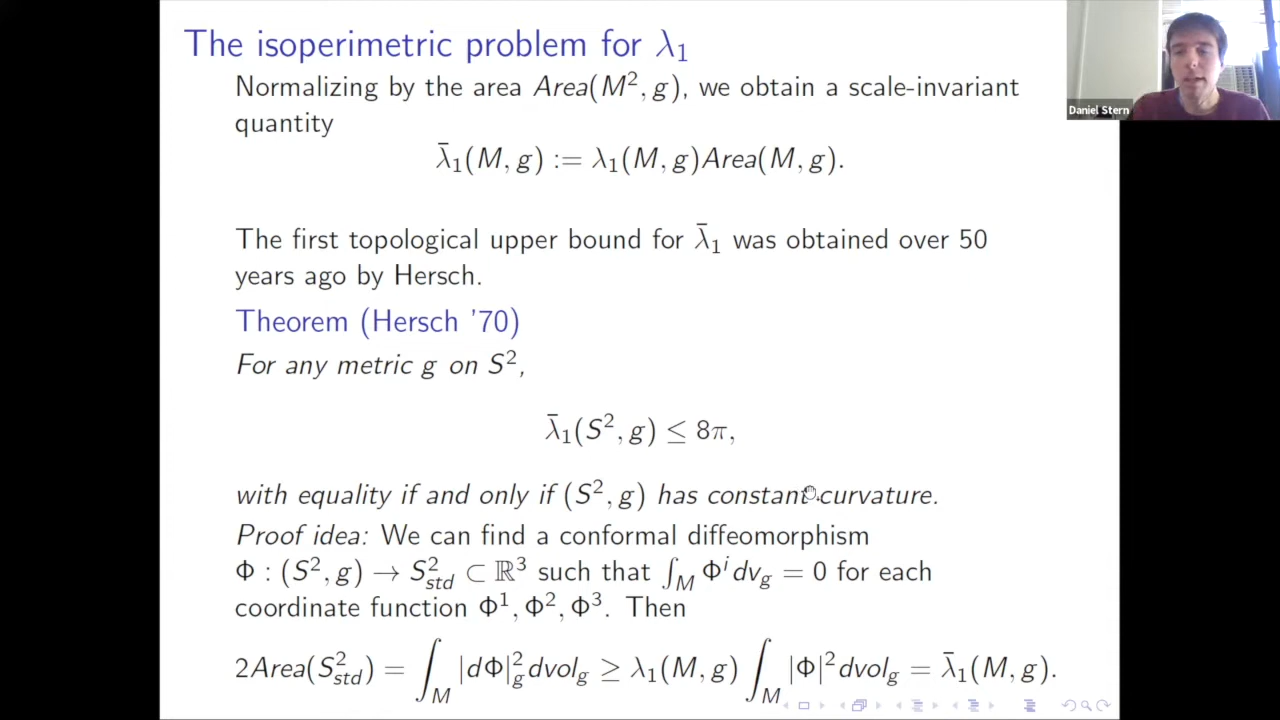 The isoperimetric problem for λ₁
Normalizing by the area Area(M², g), we obtain a scale-invariant
quantity
λ̄₁(M, g) := λ₁(M, g)Area(M, g).
The first topological upper bound for λ̄₁ was obtained over 50
years ago by Hersch.
Theorem (Hersch '70)
For any metric g on S²,
λ̄₁(S², g) ≤ 8π,
with equality if and only if (S², g) has constant curvature.
Proof idea: We can find a conformal diffeomorphism
Φ : (S², g) → S²_std ⊂ ℝ³ such that ∫_M Φⁱ dv_g = 0 for each
coordinate function Φ¹, Φ², Φ³. Then
2Area(S²_std) = ∫_M |dΦ|²_g dvol_g ≥ λ₁(M, g) ∫_M |Φ|² dvol_g = λ̄₁(M, g).
Daniel Stern